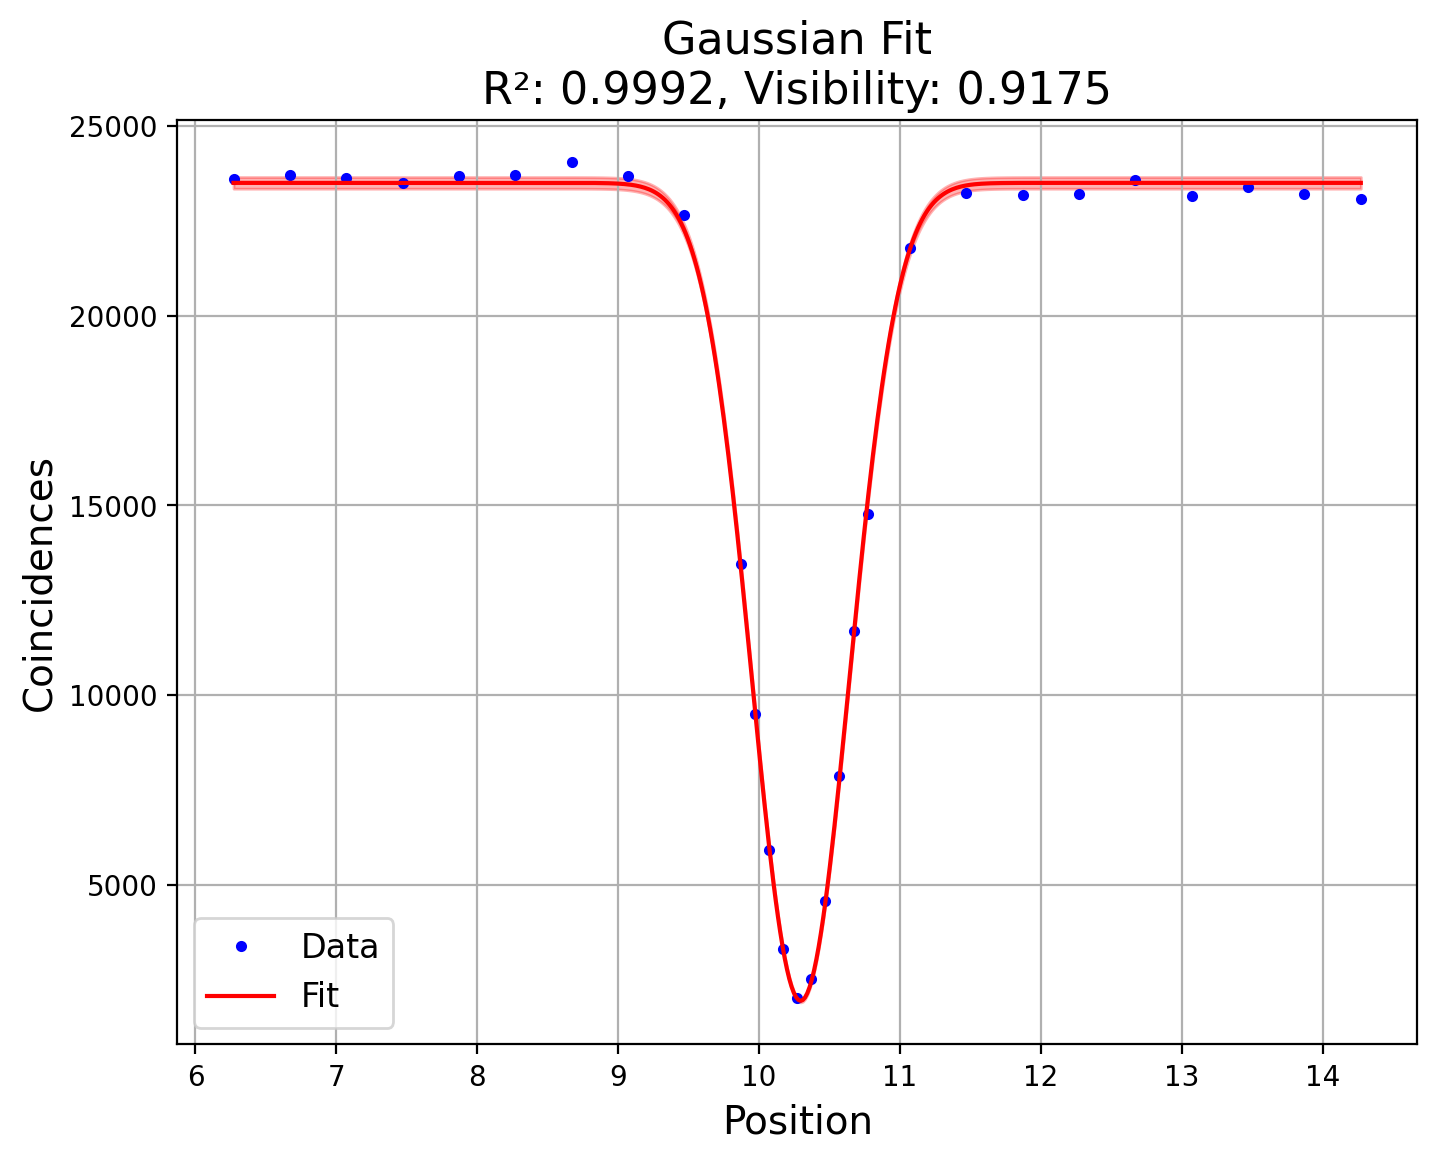 Gaussian Fit
R²: 0.9992, Visibility: 0.9175
25000
20000
15000
10000
5000
Coincidences
Data
Fit
6 7 8 9 10 11 12 13 14
Position